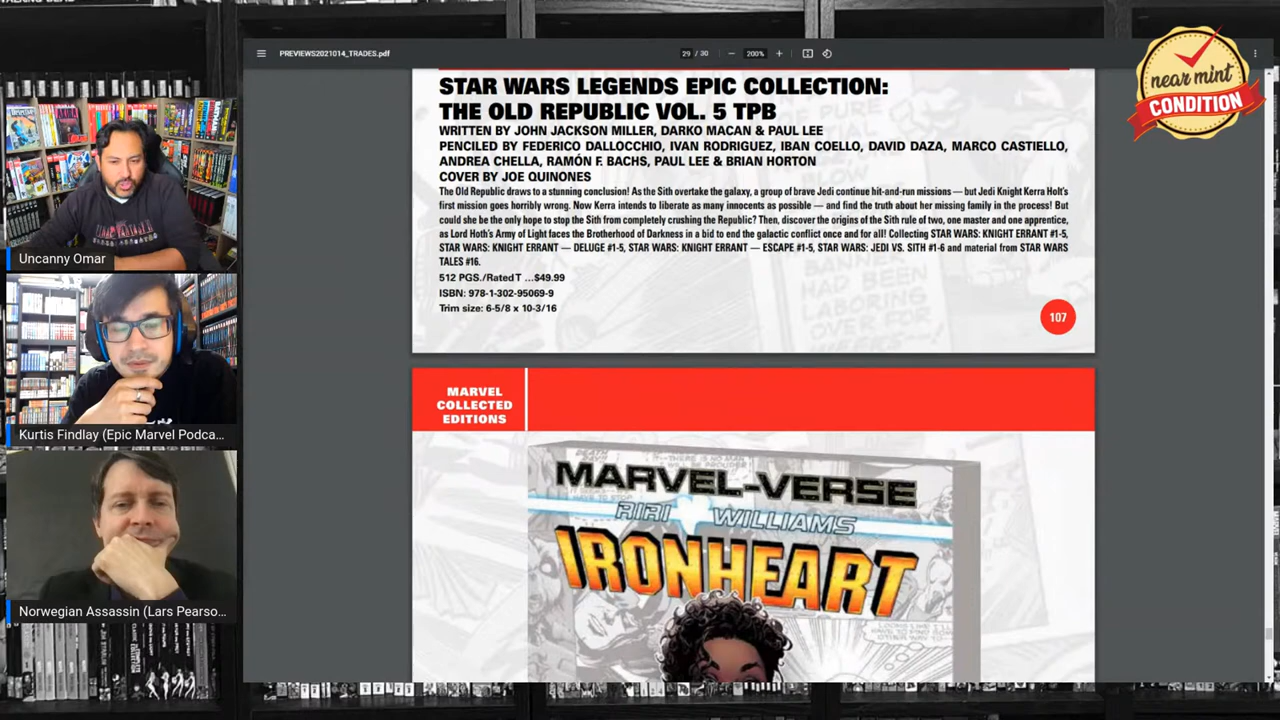 PREVIEWS2021014_TRADES.pdf
29 / 30
200%
near mint
CONDITION
STAR WARS LEGENDS EPIC COLLECTION:
THE OLD REPUBLIC VOL. 5 TPB
WRITTEN BY JOHN JACKSON MILLER, DARKO MACAN & PAUL LEE
PENCILED BY FEDERICO DALLOCCHIO, IVAN RODRIGUEZ, IBAN COELLO, DAVID DAZA, MARCO CASTIELLO,
ANDREA CHELLA, RAMÓN F. BACHS, PAUL LEE & BRIAN HORTON
COVER BY JOE QUINONES
The Old Republic draws to a stunning conclusion! As the Sith overtake the galaxy, a group of brave Jedi continue hit-and-run missions — but Jedi Knight Kerra Holt's
first mission goes horribly wrong. Now Kerra intends to liberate as many innocents as possible — and find the truth about her missing family in the process! But
could she be the only hope to stop the Sith from completely crushing the Republic? Then, discover the origins of the Sith rule of two, one master and one apprentice,
as Lord Hoth's Army of Light faces the Brotherhood of Darkness in a bid to end the galactic conflict once and for all! Collecting STAR WARS: KNIGHT ERRANT #1-5,
STAR WARS: KNIGHT ERRANT — DELUGE #1-5, STAR WARS: KNIGHT ERRANT — ESCAPE #1-5, STAR WARS: JEDI VS. SITH #1-6 and material from STAR WARS
TALES #16.
512 PGS./Rated T ...$49.99
ISBN: 978-1-302-95069-9
Trim size: 6-5/8 x 10-3/16
107
MARVEL
COLLECTED
EDITIONS
MARVEL-VERSE
RIRI WILLIAMS
IRONHEART
Uncanny Omar
Kurtis Findlay (Epic Marvel Podca...
Norwegian Assassin (Lars Pearso...